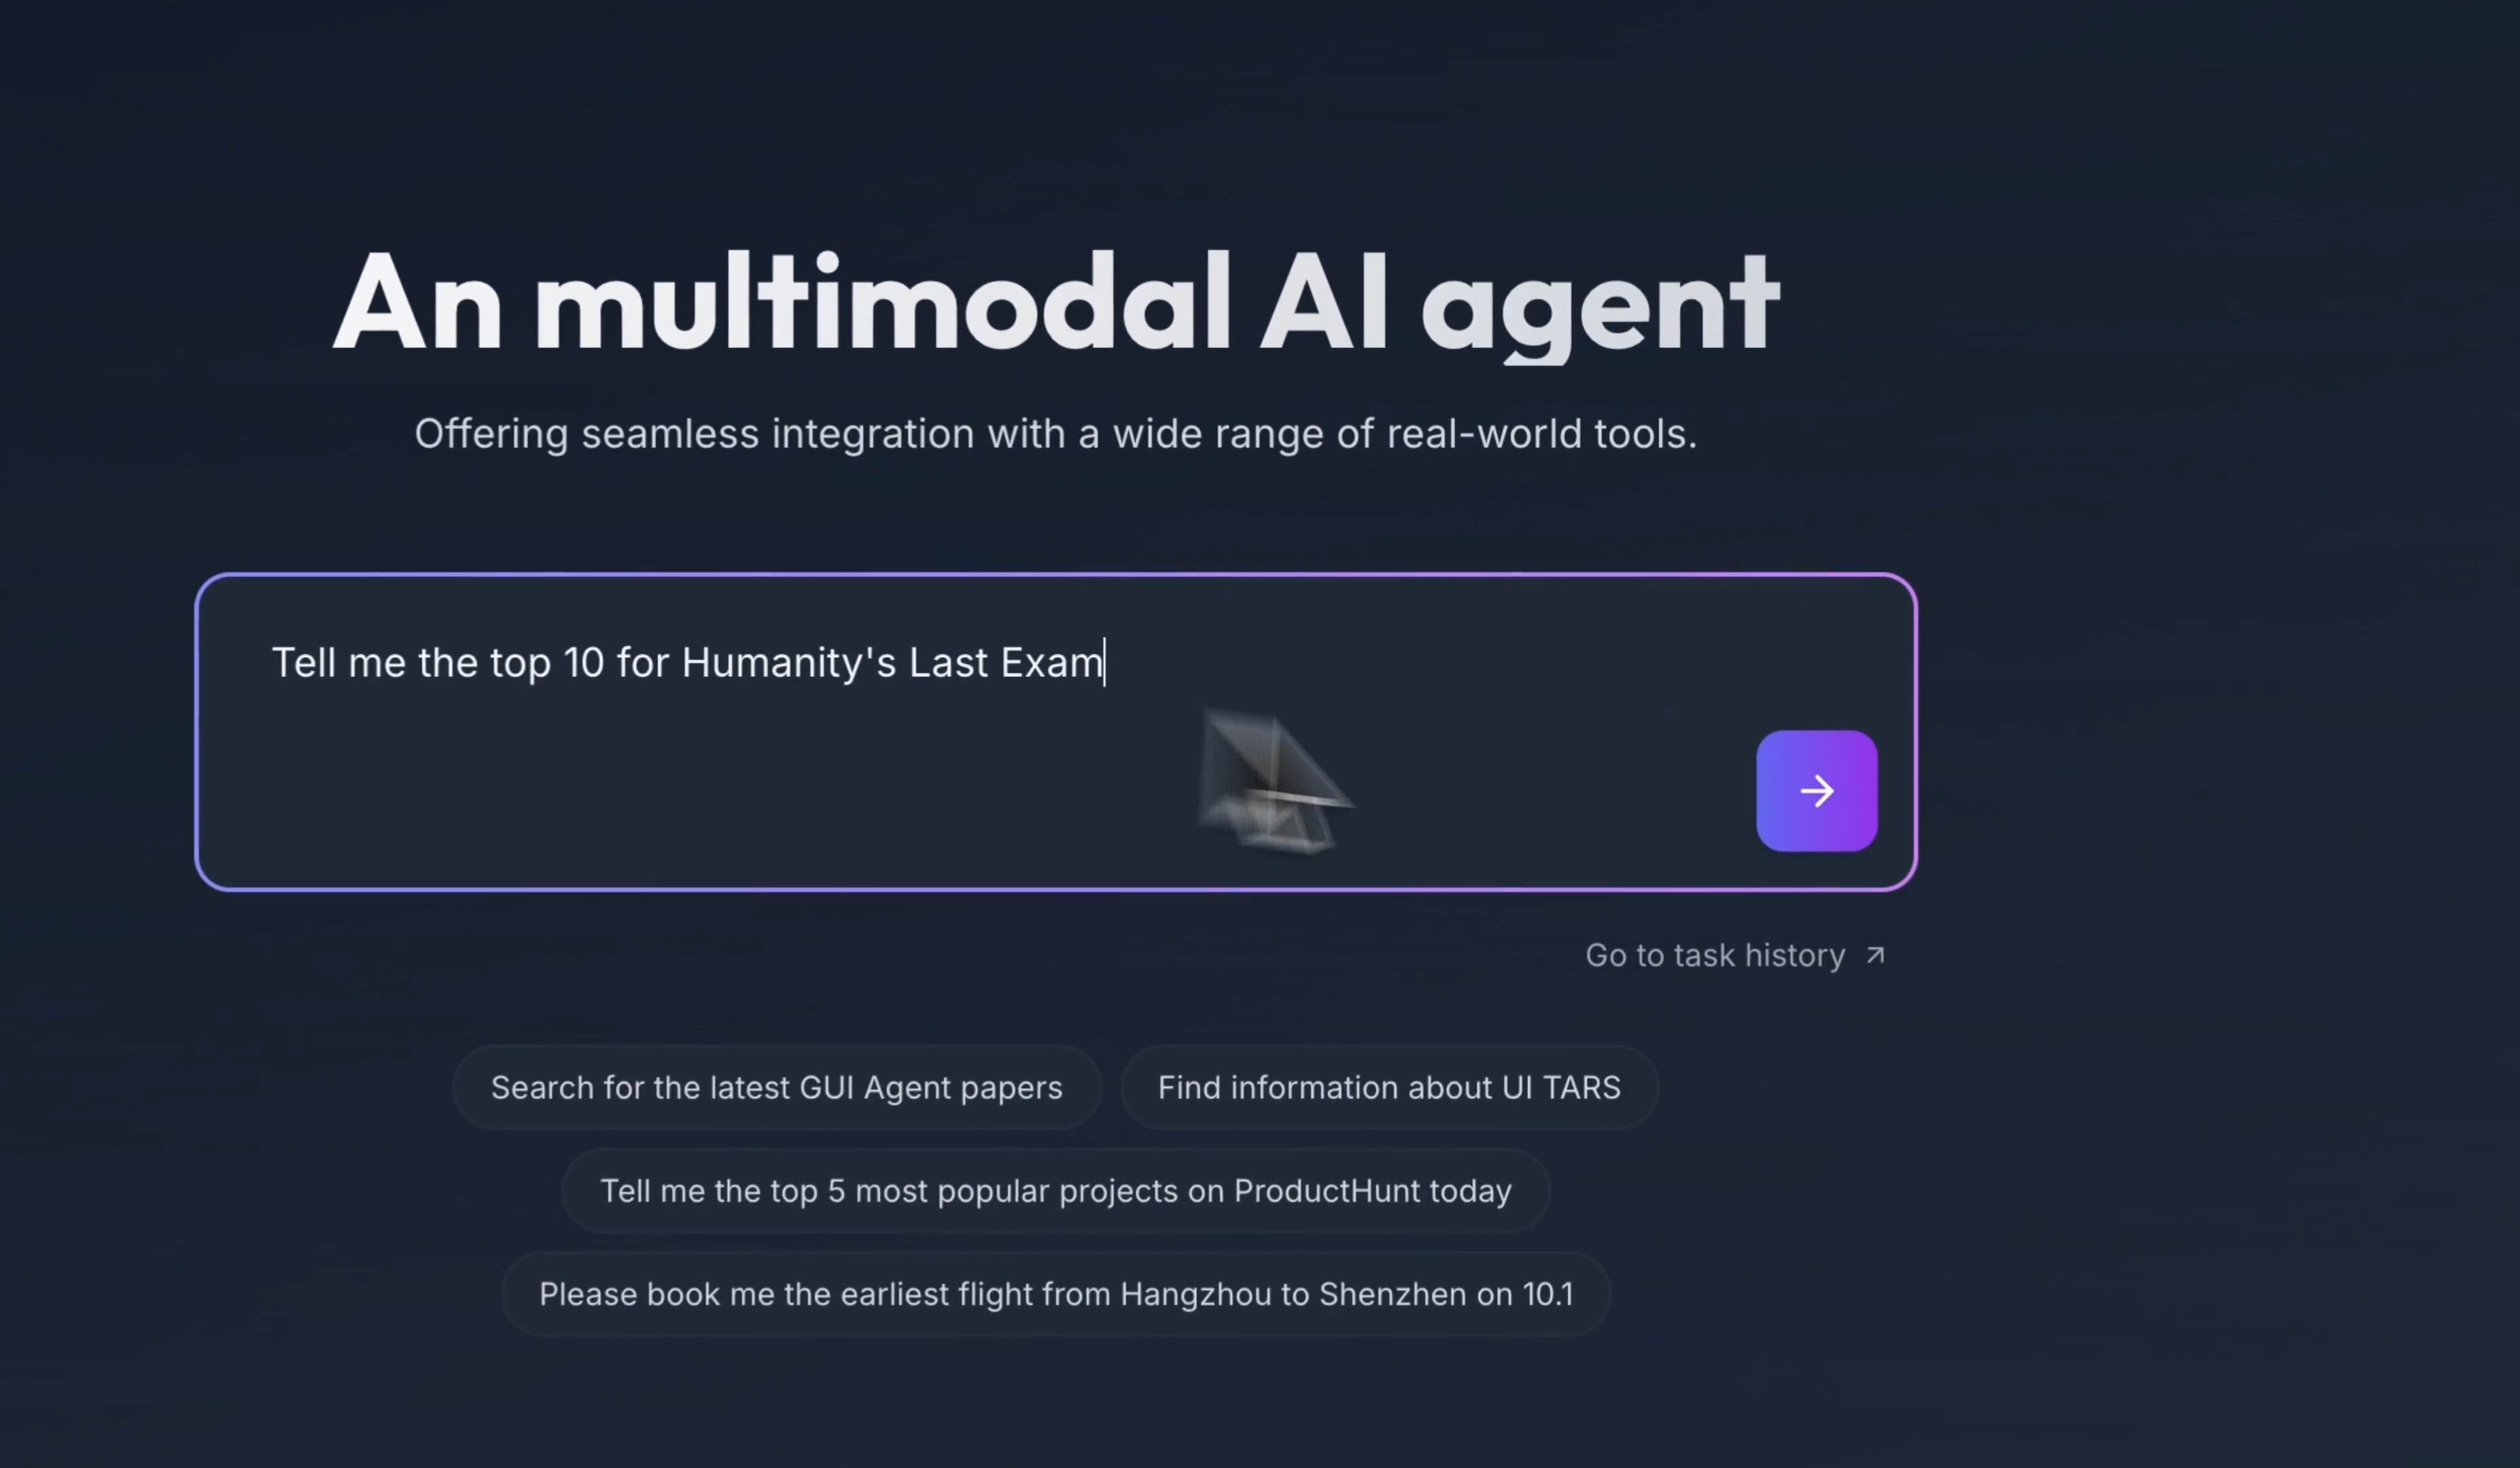 An multimodal AI agent
Offering seamless integration with a wide range of real-world tools.
Tell me the top 10 for Humanity's Last Exam
Go to task history
Search for the latest GUI Agent papers
Find information about UI TARS
Tell me the top 5 most popular projects on ProductHunt today
Please book me the earliest flight from Hangzhou to Shenzhen on 10.1